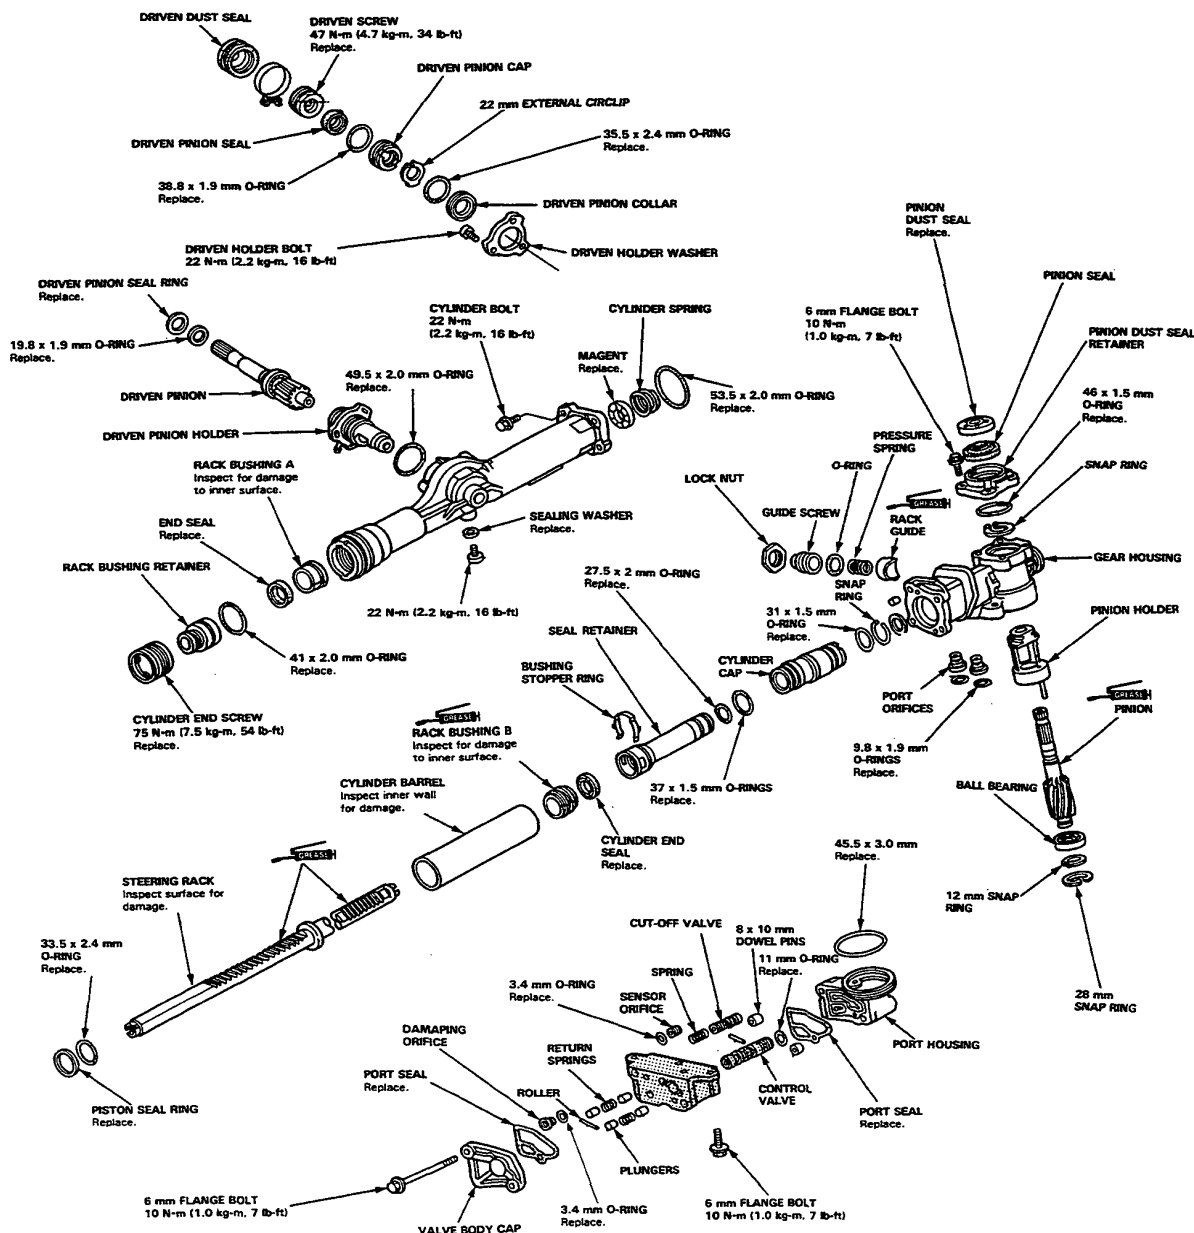 DRIVEN DUST SEAL
DRIVEN SCREW
47 N-m (4.7 kg-m, 34 lb-ft)
Replace.
DRIVEN PINION CAP
22 mm EXTERNAL CIRCLIP
35.5 x 2.4 mm O-RING
Replace.
DRIVEN PINION SEAL
38.8 x 1.9 mm O-RING
Replace.
DRIVEN PINION COLLAR
DRIVEN HOLDER BOLT
22 N-m (2.2 kg-m, 16 lb-ft)
DRIVEN HOLDER WASHER
PINION
DUST SEAL
Replace.
PINION SEAL
6 mm FLANGE BOLT
10 N-m
(1.0 kg-m, 7 lb-ft)
PINION DUST SEAL
RETAINER
46 x 1.5 mm
O-RING
Replace.
SNAP RING
DRIVEN PINION SEAL RING
Replace.
19.8 x 1.9 mm O-RING
Replace.
DRIVEN PINION
DRIVEN PINION HOLDER
CYLINDER BOLT
22 N-m
(2.2 kg-m, 16 lb-ft)
CYLINDER SPRING
MAGENT
Replace.
49.5 x 2.0 mm O-RING
Replace.
53.5 x 2.0 mm O-RING
Replace.
PRESSURE
SPRING
O-RING
LOCK NUT
GUIDE SCREW
GREASE
RACK
GUIDE
GEAR HOUSING
RACK BUSHING A
Inspect for damage
to inner surface.
END SEAL
Replace.
RACK BUSHING RETAINER
SEALING WASHER
Replace.
22 N-m (2.2 kg-m, 16 lb-ft)
27.5 x 2 mm O-RING
Replace.
SNAP
RING
31 x 1.5 mm
O-RING
Replace.
PINION HOLDER
SEAL RETAINER
CYLINDER
CAP
BUSHING
STOPPER RING
41 x 2.0 mm O-RING
Replace.
CYLINDER END SCREW
75 N-m (7.5 kg-m, 54 lb-ft)
Replace.
GREASE
RACK BUSHING B
Inspect for damage
to inner surface.
PORT
ORIFICES
GREASE
PINION
9.8 x 1.9 mm
O-RINGS
Replace.
CYLINDER BARREL
Inspect inner wall
for damage.
37 x 1.5 mm O-RINGS
Replace.
BALL BEARING
CYLINDER END
SEAL
Replace.
45.5 x 3.0 mm
Replace.
GREASE
STEERING RACK
Inspect surface for
damage.
12 mm SNAP
RING
33.5 x 2.4 mm
O-RING
Replace.
CUT-OFF VALVE
8 x 10 mm
DOWEL PINS
11 mm O-RING
Replace.
SPRING
3.4 mm O-RING
Replace.
SENSOR
ORIFICE
28 mm
SNAP RING
DAMAPING
ORIFICE
RETURN
SPRINGS
PORT HOUSING
PORT SEAL
Replace.
ROLLER
CONTROL
VALVE
PISTON SEAL RING
Replace.
PORT SEAL
Replace.
PLUNGERS
6 mm FLANGE BOLT
10 N-m (1.0 kg-m, 7 lb-ft)
3.4 mm O-RING
Replace.
6 mm FLANGE BOLT
10 N-m (1.0 kg-m, 7 lb-ft)
VALVE BODY CAP